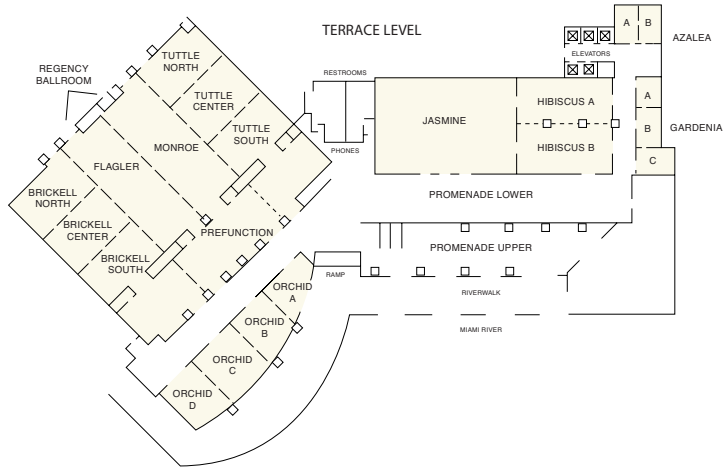 TERRACE LEVEL
A B
AZALEA
ELEVATORS
TUTTLE
NORTH
REGENCY
BALLROOM
RESTROOMS
TUTTLE
CENTER
TUTTLE
SOUTH
JASMINE
HIBISCUS A
HIBISCUS B
A
B
C
GARDENIA
MONROE
PHONES
FLAGLER
BRICKELL
NORTH
BRICKELL
CENTER
BRICKELL
SOUTH
PREFUNCTION
PROMENADE LOWER
PROMENADE UPPER
RAMP
RIVERWALK
MIAMI RIVER
ORCHID
A
ORCHID
B
ORCHID
C
ORCHID
D